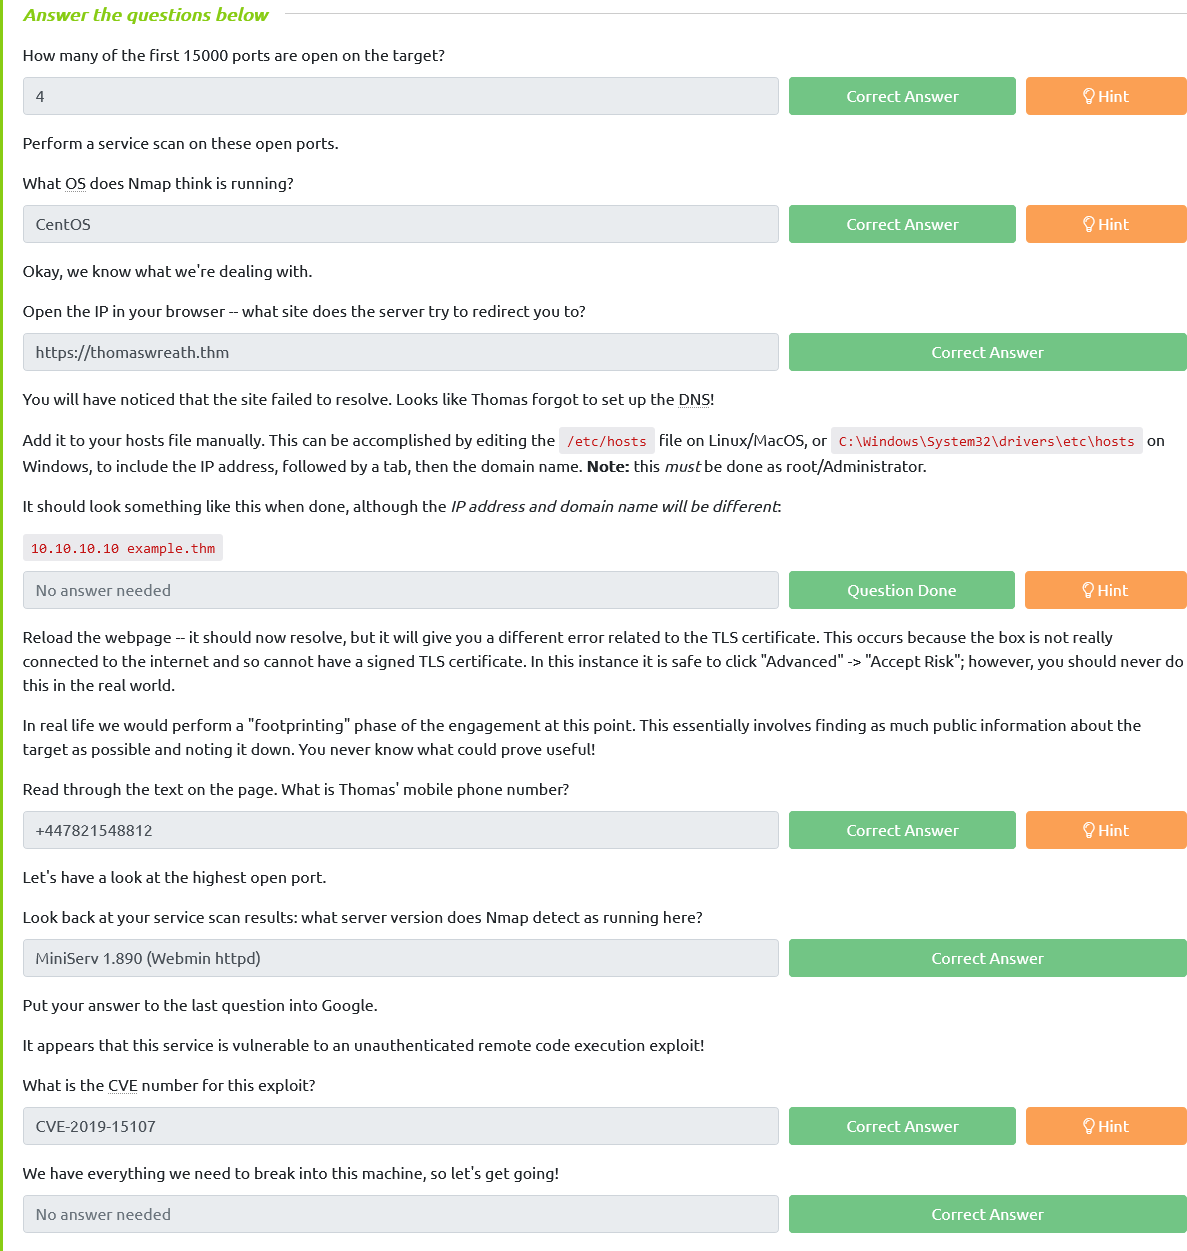 Answer the questions below
How many of the first 15000 ports are open on the target?
4
Correct Answer
Hint
Perform a service scan on these open ports.
What OS does Nmap think is running?
CentOS
Correct Answer
Hint
Okay, we know what we're dealing with.
Open the IP in your browser -- what site does the server try to redirect you to?
https://thomaswreath.thm
Correct Answer
You will have noticed that the site failed to resolve. Looks like Thomas forgot to set up the DNS!
Add it to your hosts file manually. This can be accomplished by editing the /etc/hosts file on Linux/MacOS, or C:\Windows\System32\drivers\etc\hosts on
Windows, to include the IP address, followed by a tab, then the domain name. Note: this must be done as root/Administrator.
It should look something like this when done, although the IP address and domain name will be different:
10.10.10.10 example.thm
No answer needed
Question Done
Hint
Reload the webpage -- it should now resolve, but it will give you a different error related to the TLS certificate. This occurs because the box is not really
connected to the internet and so cannot have a signed TLS certificate. In this instance it is safe to click "Advanced" -> "Accept Risk"; however, you should never do
this in the real world.
In real life we would perform a "footprinting" phase of the engagement at this point. This essentially involves finding as much public information about the
target as possible and noting it down. You never know what could prove useful!
Read through the text on the page. What is Thomas' mobile phone number?
+447821548812
Correct Answer
Hint
Let's have a look at the highest open port.
Look back at your service scan results: what server version does Nmap detect as running here?
MiniServ 1.890 (Webmin httpd)
Correct Answer
Put your answer to the last question into Google.
It appears that this service is vulnerable to an unauthenticated remote code execution exploit!
What is the CVE number for this exploit?
CVE-2019-15107
Correct Answer
Hint
We have everything we need to break into this machine, so let's get going!
No answer needed
Correct Answer